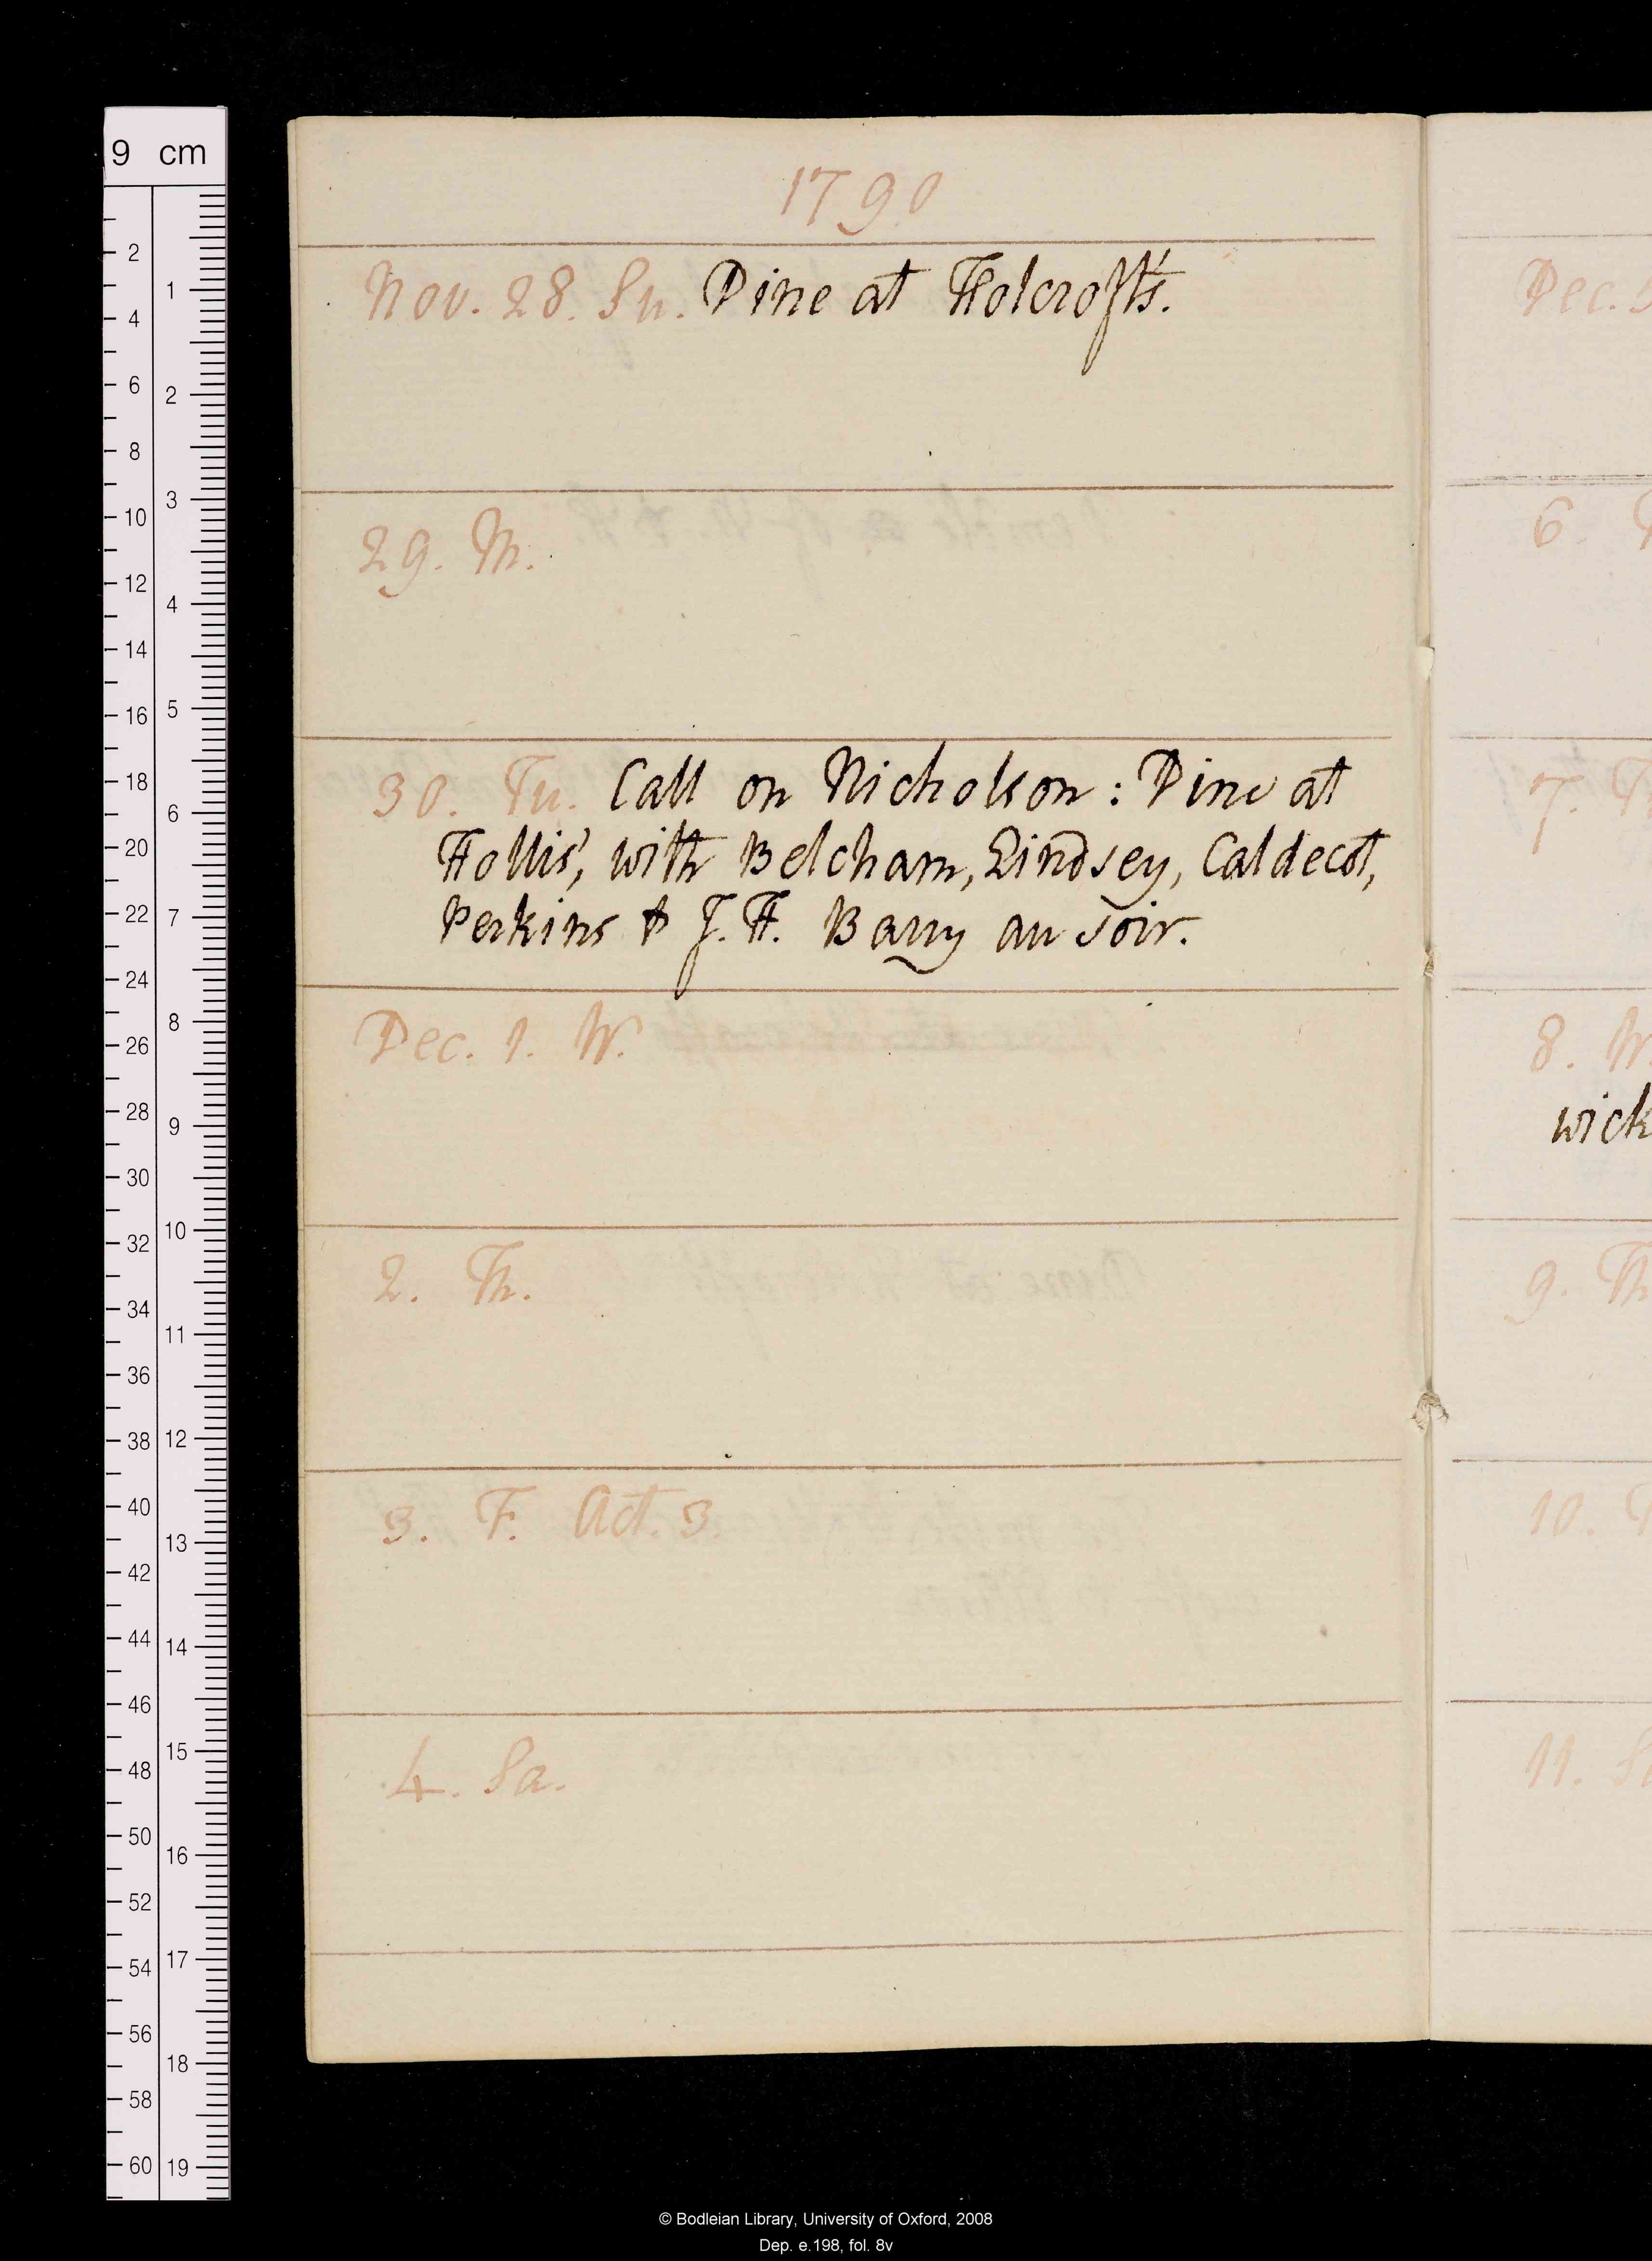 9 cm
1790
Nov. 28. Su. Dine at Holcroft's.
29. M.
30. Tu. Call on Nicholson : Dine at
Hollis', with Belcham, Lindsey, Caldecot,
Perkins & J. H. Barry au soir.
Dec. 1. W.
2. Th.
3. F. Act. 3.
4. Sa.
Dec. 5
6.
7. T
8. W.
wick
9. Th
10.
11. Sa
2
4
6
8
10
12
14
16
18
20
22
24
26
28
30
32
34
36
38
40
42
44
46
48
50
52
54
56
58
60
1
2
3
4
5
6
7
8
9
10
11
12
13
14
15
16
17
18
19
© Bodleian Library, University of Oxford, 2008
Dep. e.198, fol. 8v